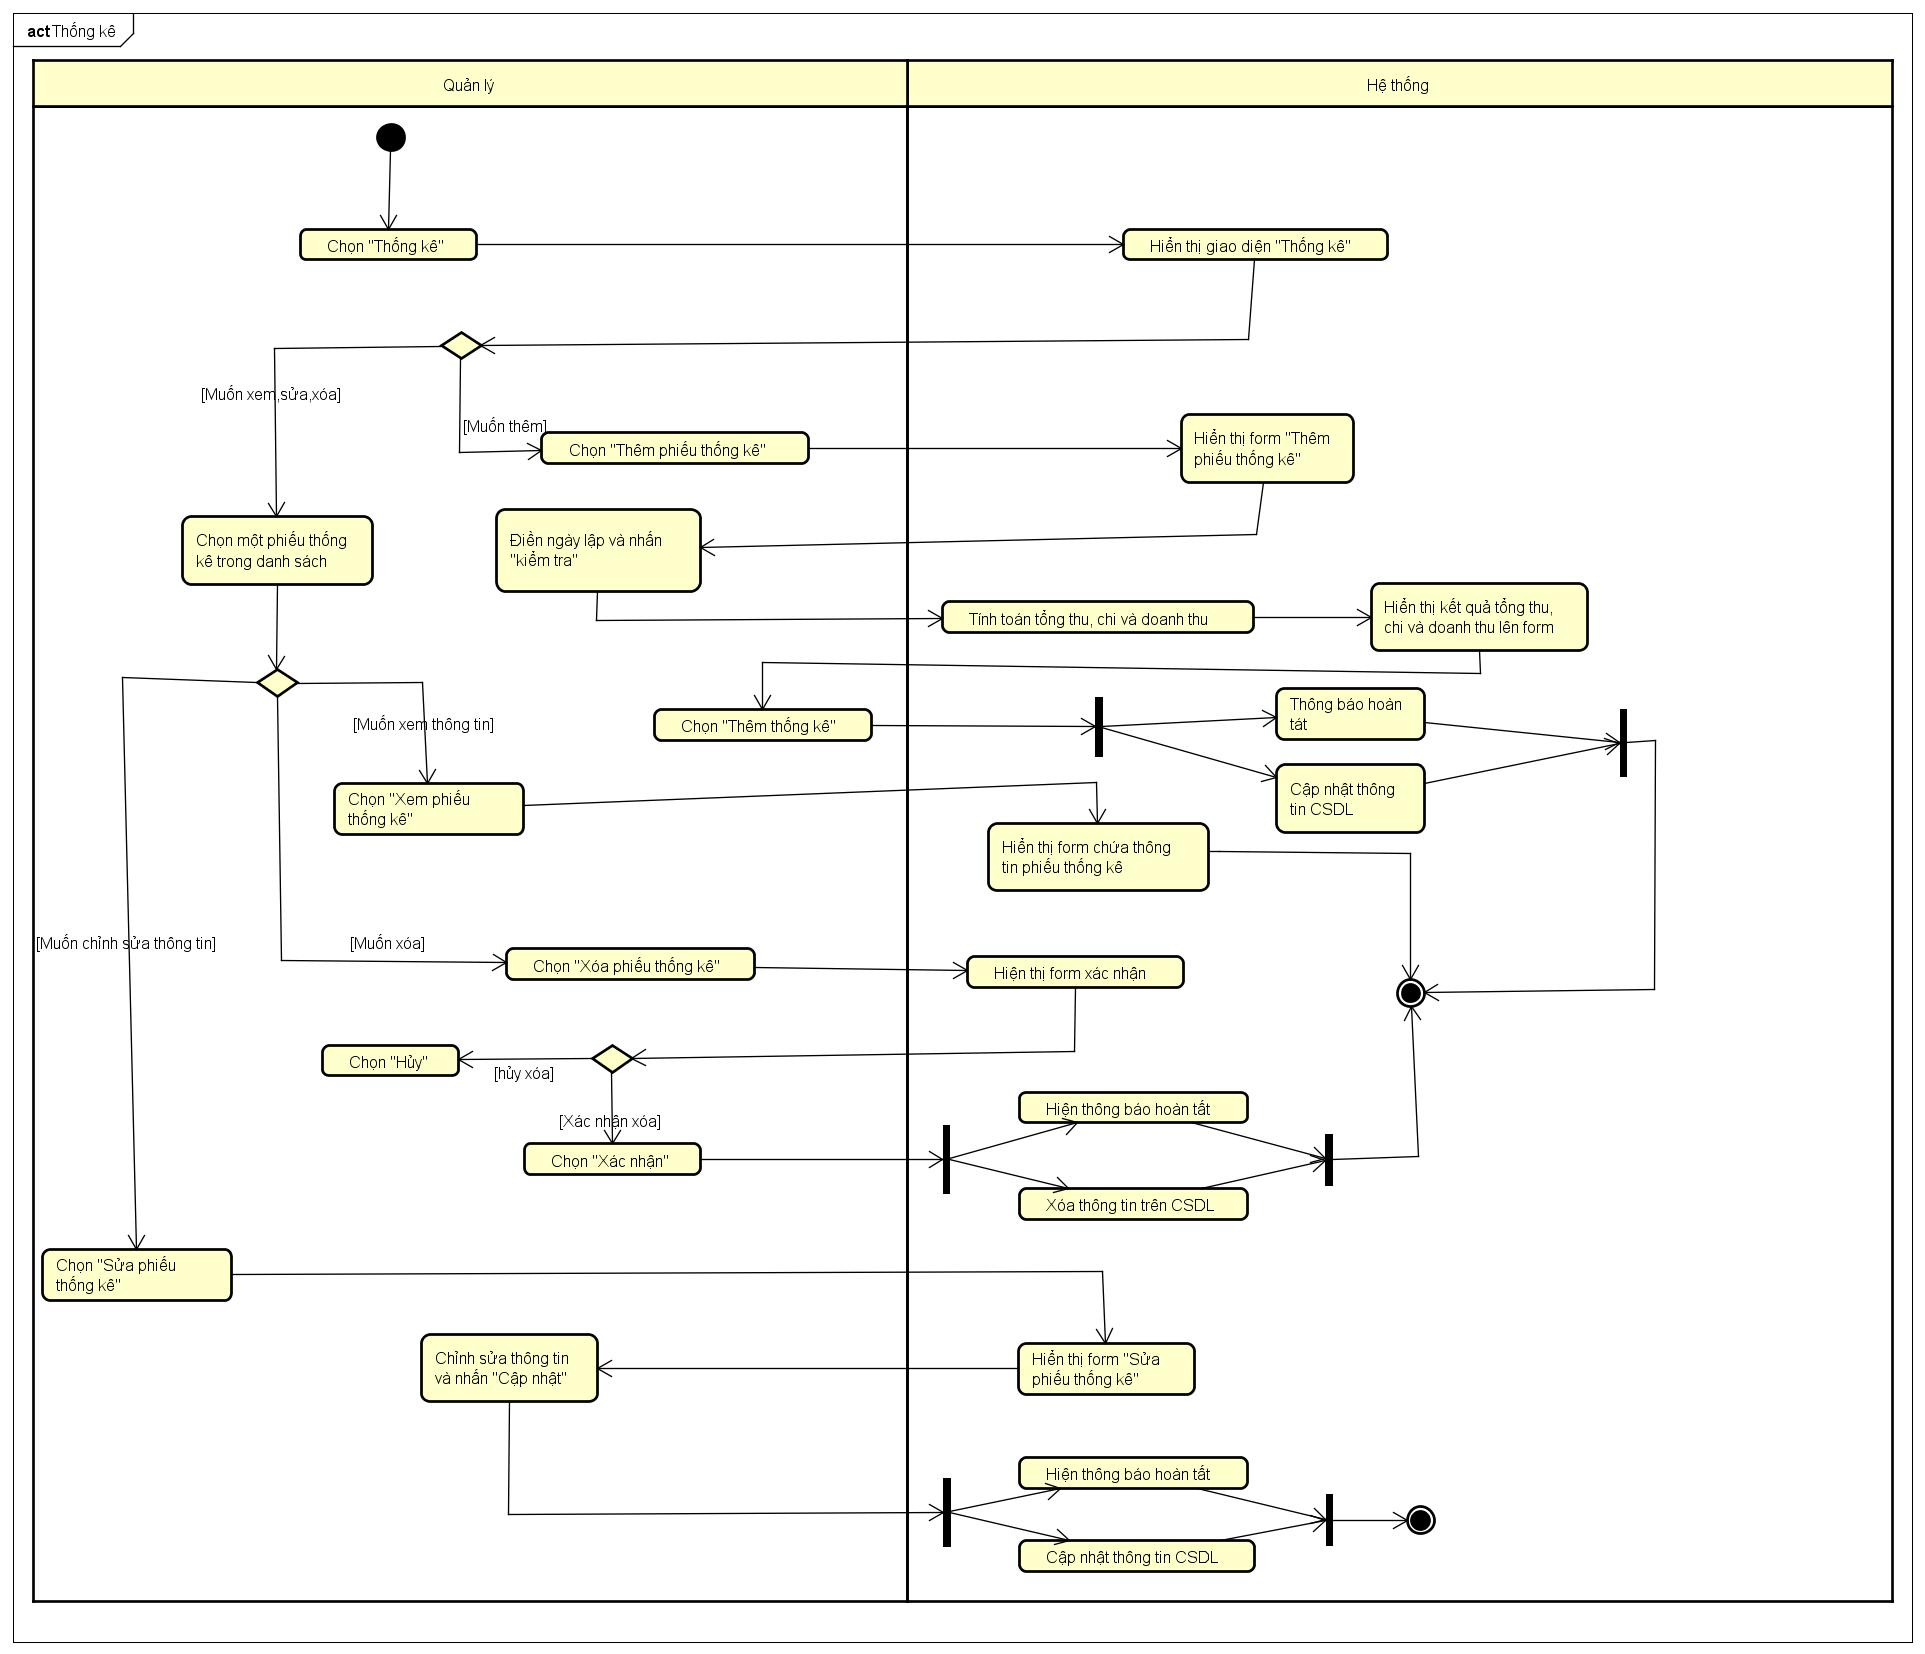 act Thống kê
Quản lý
Hệ thống
Chọn "Thống kê"
Hiển thị giao diện "Thống kê"
[Muốn xem,sửa,xóa]
[Muốn thêm]
Chọn "Thêm phiếu thống kê"
Hiển thị form "Thêm
phiếu thống kê"
Chọn một phiếu thống
kê trong danh sách
Điền ngày lập và nhấn
"kiểm tra"
Tính toán tổng thu, chi và doanh thu
Hiển thị kết quả tổng thu,
chi và doanh thu lên form
[Muốn xem thông tin]
Chọn "Thêm thống kê"
Thông báo hoàn
tát
Cập nhật thông
tin CSDL
Chọn "Xem phiếu
thống kê"
Hiển thị form chứa thông
tin phiếu thống kê
[Muốn chỉnh sửa thông tin]
[Muốn xóa]
Chọn "Xóa phiếu thống kê"
Hiện thị form xác nhận
Chọn "Hủy"
[hủy xóa]
[Xác nhận xóa]
Chọn "Xác nhận"
Hiện thông báo hoàn tất
Xóa thông tin trên CSDL
Chọn "Sửa phiếu
thống kê"
Chỉnh sửa thông tin
và nhấn "Cập nhật"
Hiển thị form "Sửa
phiếu thống kê"
Hiện thông báo hoàn tất
Cập nhật thông tin CSDL